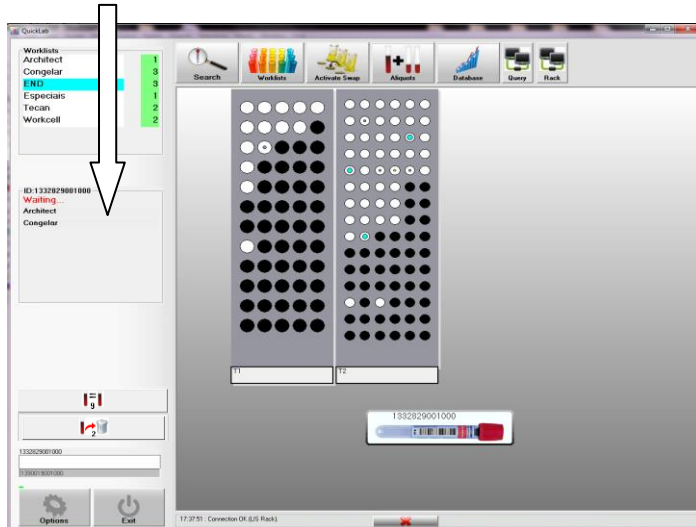 QuickLab
Worklists
Architect 1
Congelar 3
END 3
Especiais 1
Tecan 2
Workcell 2
Search
Worklists
Activate Swap
Aliquots
Database
Query
Rack
ID:1332829001000
Waiting...
Architect
Congelar
T1
T2
9
2
1332829001000
1332829001000
Options
Exit
17:37:51 : Connection OK (LIS Rack).